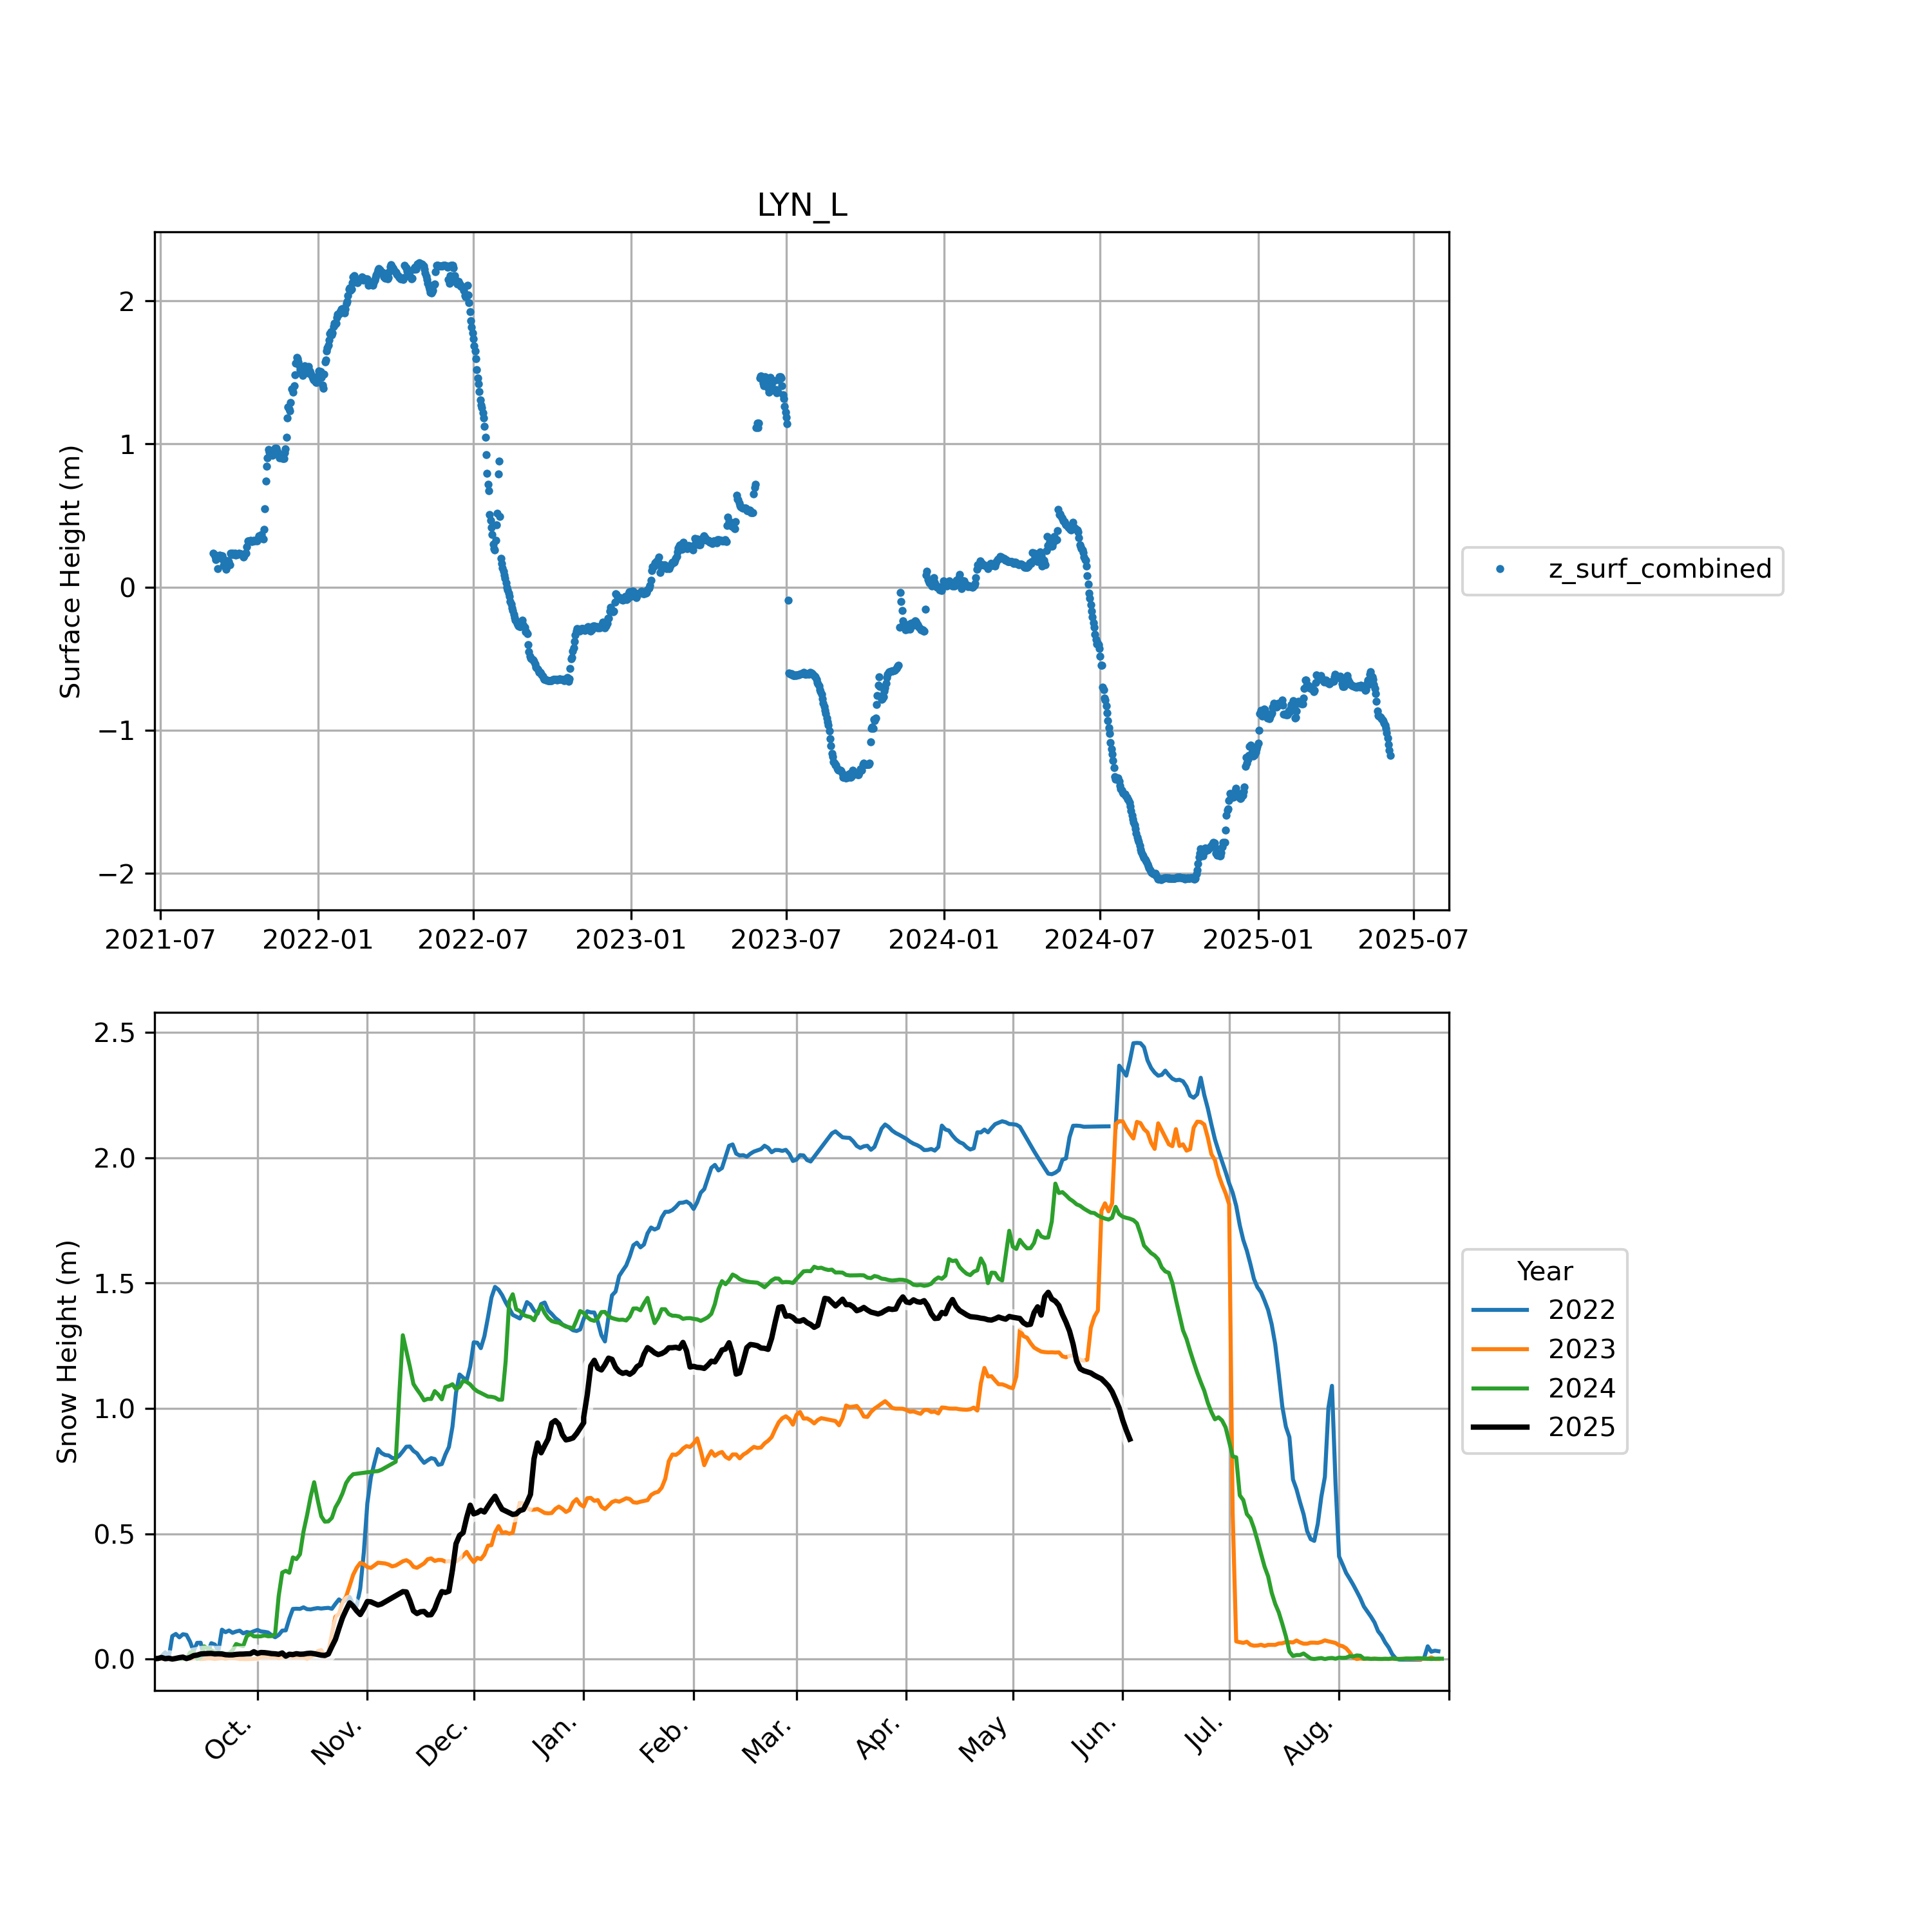 LYN_L
Surface Height (m)
2
1
0
−1
−2
2021-07 2022-01 2022-07 2023-01 2023-07 2024-01 2024-07 2025-01 2025-07
z_surf_combined
Snow Height (m)
2.5
2.0
1.5
1.0
0.5
0.0
Oct. Nov. Dec. Jan. Feb. Mar. Apr. May Jun. Jul. Aug.
Year
2022
2023
2024
2025